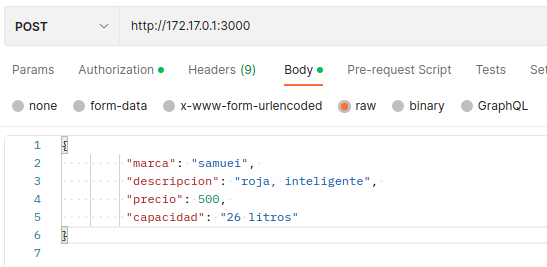 POST http://172.17.0.1:3000
Params Authorization Headers (9) Body Pre-request Script Tests Set
none form-data x-www-form-urlencoded raw binary GraphQL
1 {
2 "marca": "samuei",
3 "descripcion": "roja, inteligente",
4 "precio": 500,
5 "capacidad": "26 litros"
6 }
7